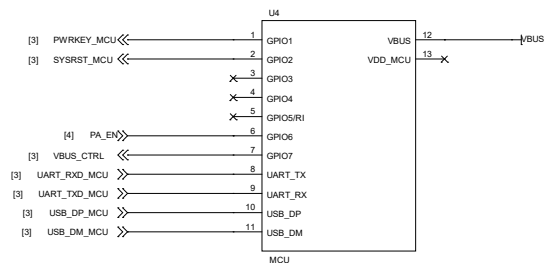 U4
[3] PWRKEY_MCU 1 GPIO1 VBUS 12 VBUS
[3] SYSRST_MCU 2 GPIO2 VDD_MCU 13
3 GPIO3
4 GPIO4
5 GPIO5/RI
[4] PA_EN 6 GPIO6
[3] VBUS_CTRL 7 GPIO7
[3] UART_RXD_MCU 8 UART_TX
[3] UART_TXD_MCU 9 UART_RX
[3] USB_DP_MCU 10 USB_DP
[3] USB_DM_MCU 11 USB_DM
MCU